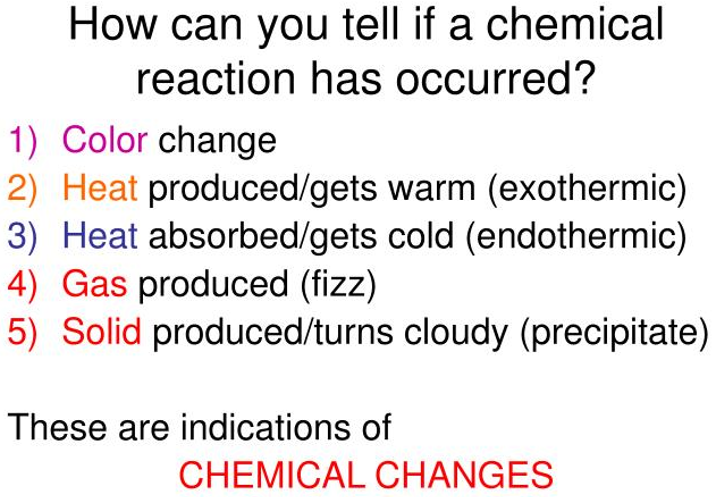 How can you tell if a chemical
reaction has occurred?
1) Color change
2) Heat produced/gets warm (exothermic)
3) Heat absorbed/gets cold (endothermic)
4) Gas produced (fizz)
5) Solid produced/turns cloudy (precipitate)
These are indications of
CHEMICAL CHANGES